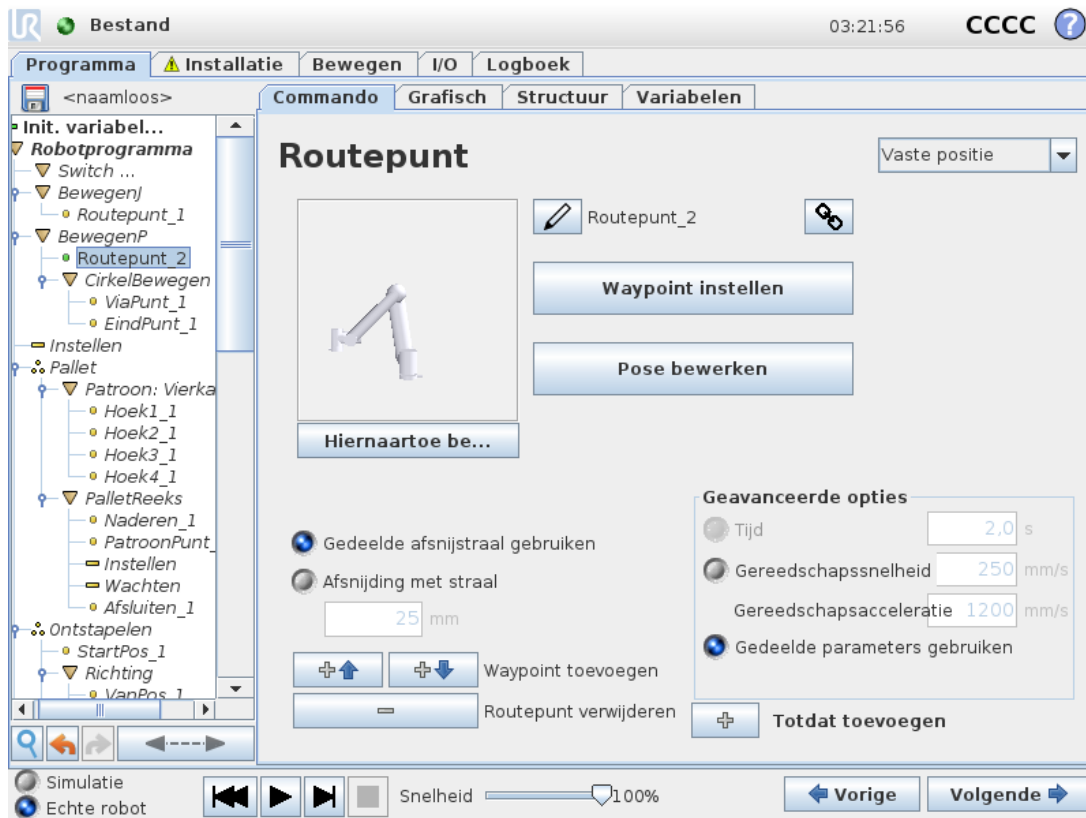 UR Bestand 03:21:56 CCCC ?
Programma Installatie Bewegen I/O Logboek
<naamloos>
Commando Grafisch Structuur Variabelen
Init. variabel...
Robotprogramma
Switch ...
BewegenJ
Routepunt_1
BewegenP
Routepunt_2
CirkelBewegen
ViaPunt_1
EindPunt_1
Instellen
Pallet
Patroon: Vierka
Hoek1_1
Hoek2_1
Hoek3_1
Hoek4_1
PalletReeks
Naderen_1
PatroonPunt_
Instellen
Wachten
Afsluiten_1
Ontstapelen
StartPos_1
Richting
VanPos_1
Routepunt
Vaste positie
Routepunt_2
Waypoint instellen
Pose bewerken
Hiernaartoe be...
Gedeelde afsnijstraal gebruiken
Afsnijding met straal
25 mm
Waypoint toevoegen
Routepunt verwijderen
Geavanceerde opties
Tijd 2,0 s
Gereedschapssnelheid 250 mm/s
Gereedschapsacceleratie 1200 mm/s
Gedeelde parameters gebruiken
Totdat toevoegen
Simulatie
Echte robot
Snelheid 100%
Vorige
Volgende